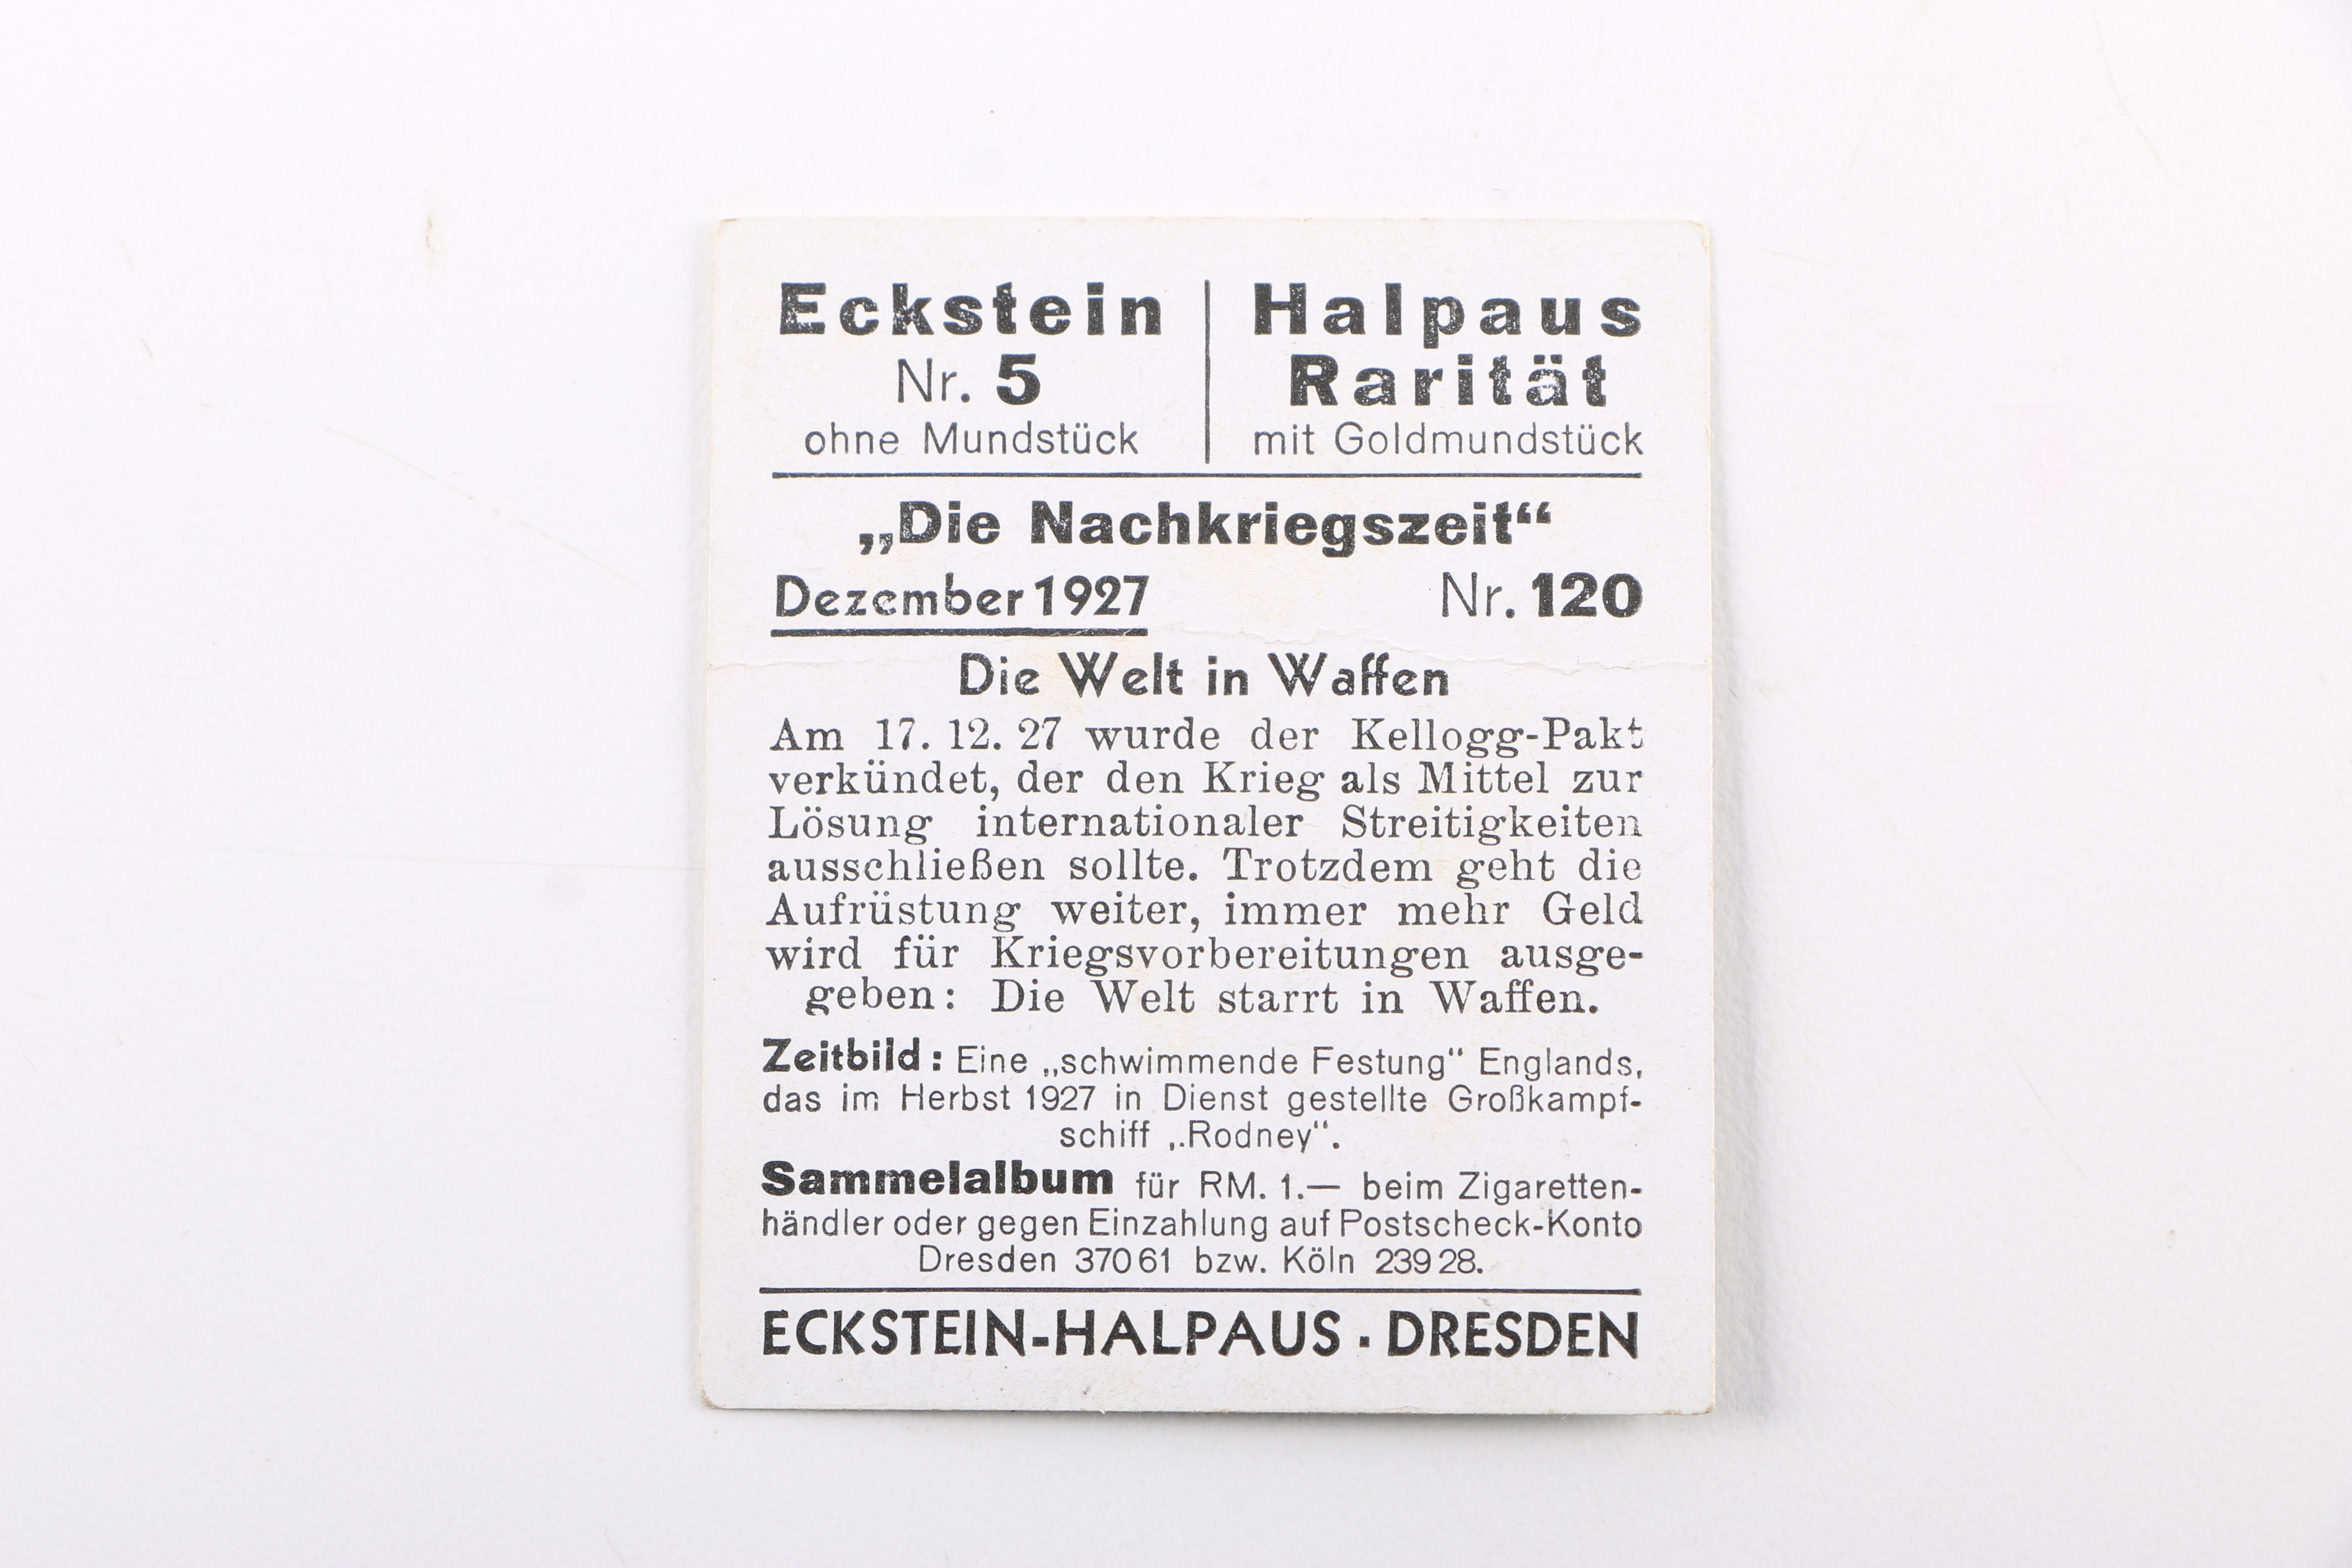 Eckstein
Nr. 5
ohne Mundstück
Halpaus
Rarität
mit Goldmundstück
„Die Nachkriegszeit“
Dezember 1927 Nr. 120
Die Welt in Waffen
Am 17. 12. 27 wurde der Kellogg-Pakt
verkündet, der den Krieg als Mittel zur
Lösung internationaler Streitigkeiten
ausschließen sollte. Trotzdem geht die
Aufrüstung weiter, immer mehr Geld
wird für Kriegsvorbereitungen ausge-
geben: Die Welt starrt in Waffen.
Zeitbild: Eine „schwimmende Festung“ Englands,
das im Herbst 1927 in Dienst gestellte Großkampf-
schiff „Rodney“.
Sammelalbum für RM. 1.— beim Zigaretten-
händler oder gegen Einzahlung auf Postscheck-Konto
Dresden 37061 bzw. Köln 23928.
ECKSTEIN-HALPAUS · DRESDEN